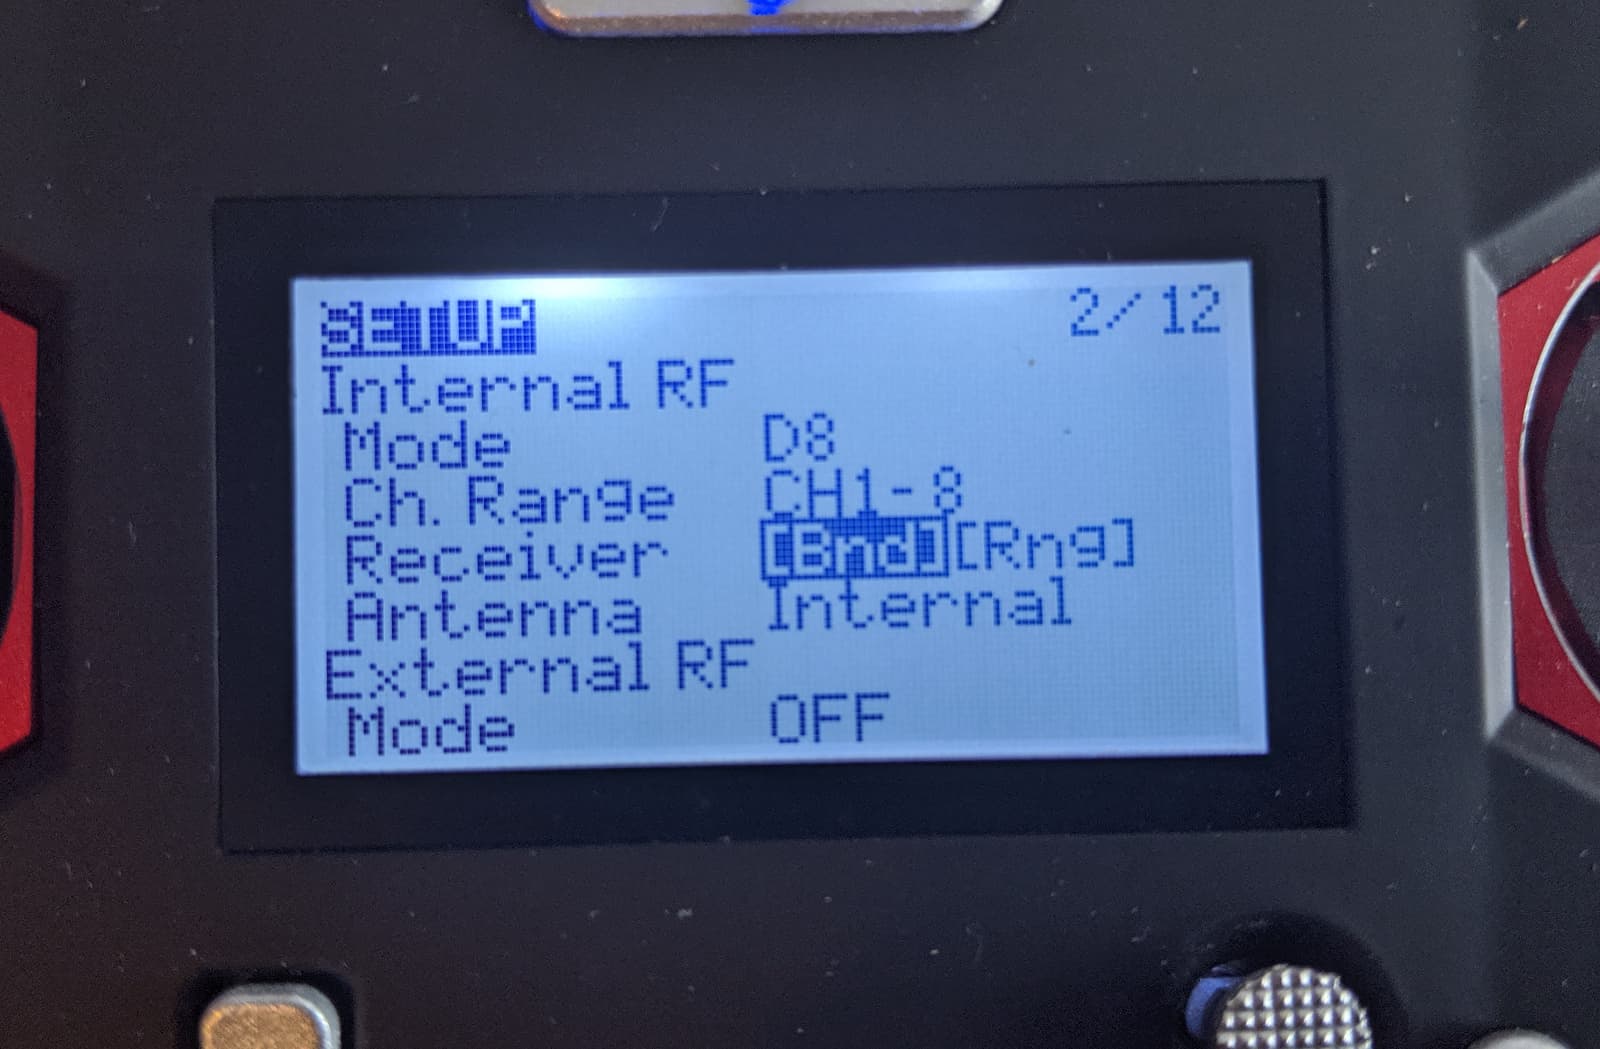 SETUP 2/12
Internal RF
Mode D8
Ch. Range CH1-8
Receiver [Bnd][Rng]
Antenna Internal
External RF
Mode OFF